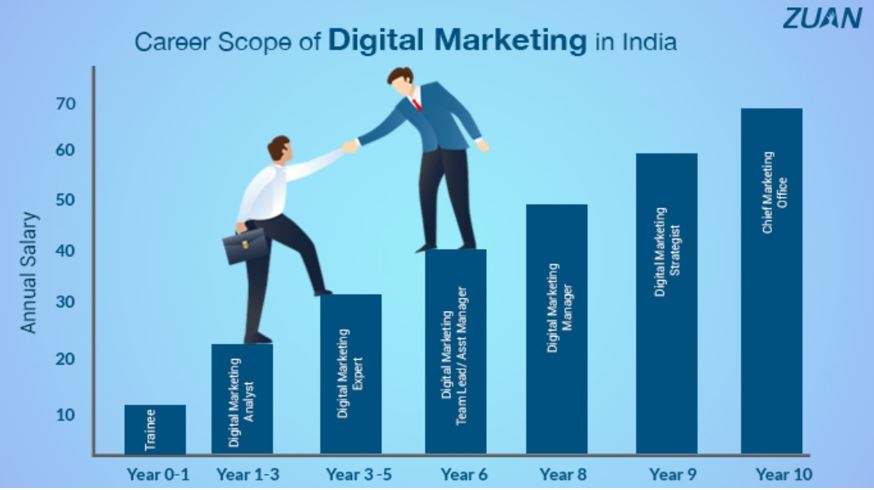 ZUAN
Career Scope of Digital Marketing in India
70
60
50
40
30
20
10
Annual Salary
Trainee
Digital Marketing
Analyst
Digital Marketing
Expert
Digital Marketing
Team Lead/ Asst Manager
Digital Marketing
Manager
Digital Marketing
Strategist
Chief Marketing
Office
Year 0-1
Year 1-3
Year 3 -5
Year 6
Year 8
Year 9
Year 10